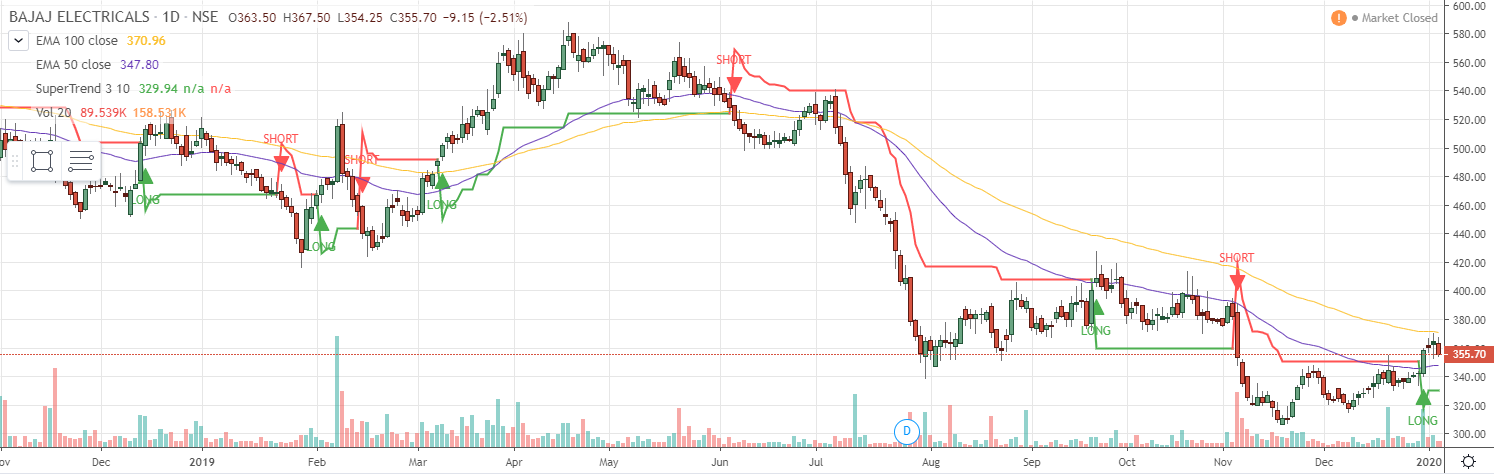 BAJAJ ELECTRICALS · 1D · NSE O363.50 H367.50 L354.25 C355.70 −9.15 (−2.51%)
! Market Closed
EMA 100 close 370.96
EMA 50 close 347.80
SuperTrend 3 10 329.94 n/a n/a
Vol 20 89.539K 158.531K
SHORT
SHORT
SHORT
SHORT
LONG
LONG
LONG
LONG
LONG
D
600.00
580.00
560.00
540.00
520.00
500.00
480.00
460.00
440.00
420.00
400.00
380.00
355.70
340.00
320.00
300.00
ov Dec 2019 Feb Mar Apr May Jun Jul Aug Sep Oct Nov Dec 2020